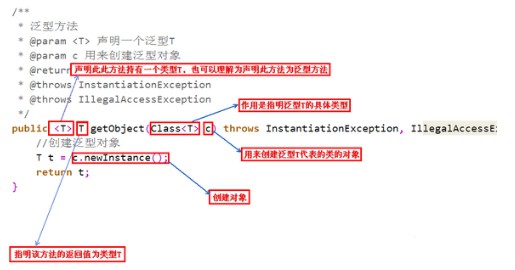 /**
* 泛型方法
* @param <T> 声明一个泛型T
* @param c 用来创建泛型对象
* @return 声明此此方法持有一个类型T，也可以理解为声明此方法为泛型方法
* @throws InstantiationException
* @throws IllegalAccessException
*/
作用是指明泛型T的具体类型
public <T> T getObject(Class<T> c) throws InstantiationException, IllegalAccessE
//创建泛型对象
用来创建泛型T代表的类的对象
T t = c.newInstance();
return t;
创建对象
}
指明该方法的返回值为类型T